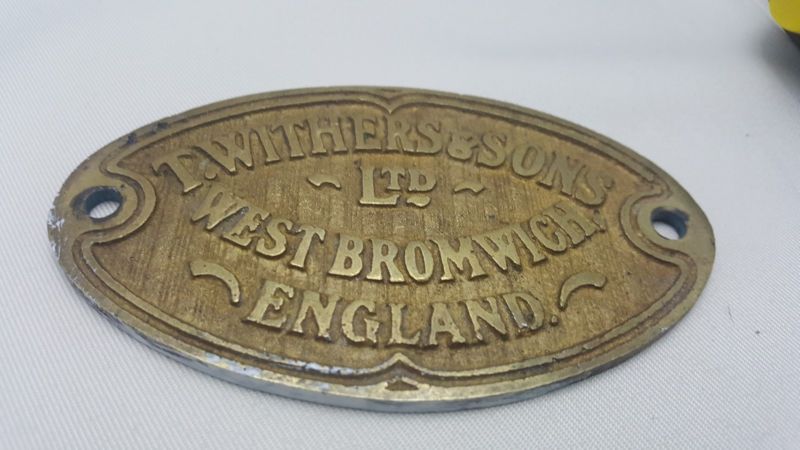 T. WITHERS & SONS
~ LTD ~
WEST BROMWICH.
ENGLAND.